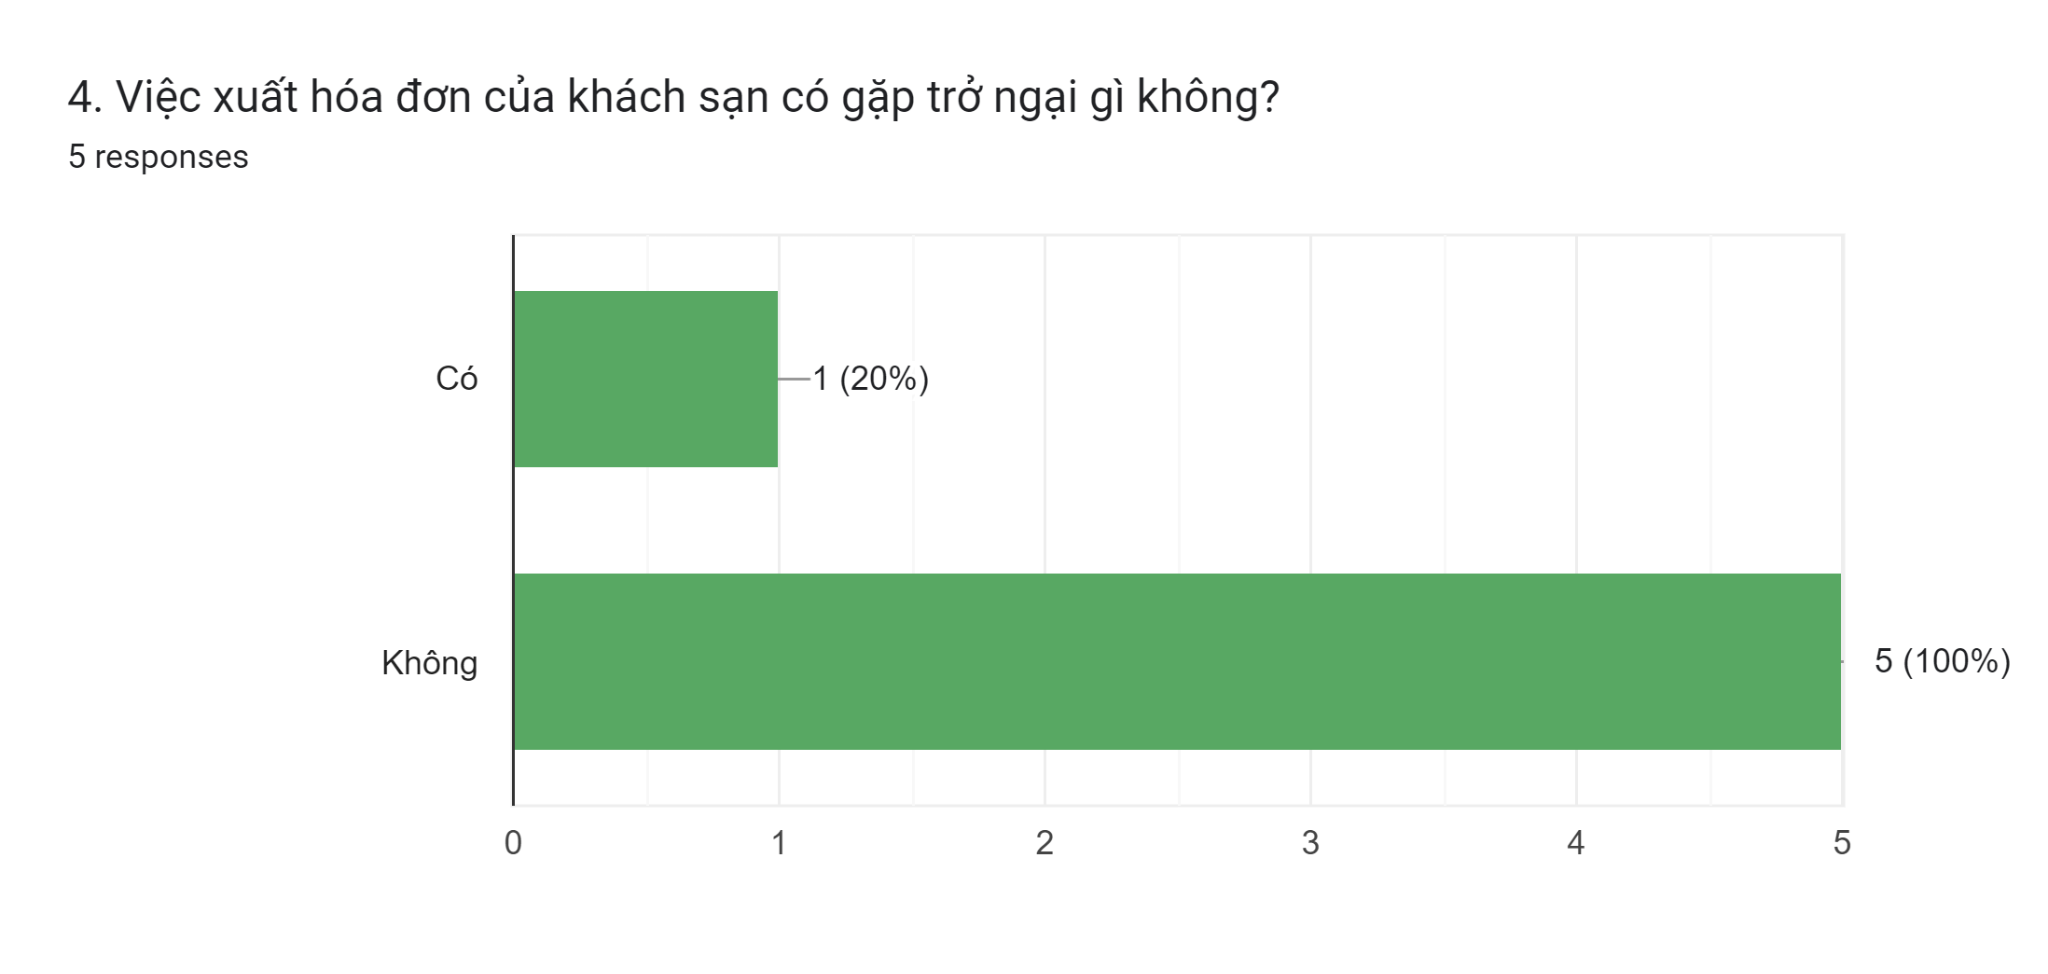 4. Việc xuất hóa đơn của khách sạn có gặp trở ngại gì không?
5 responses
Có
1 (20%)
Không
5 (100%)
0 1 2 3 4 5